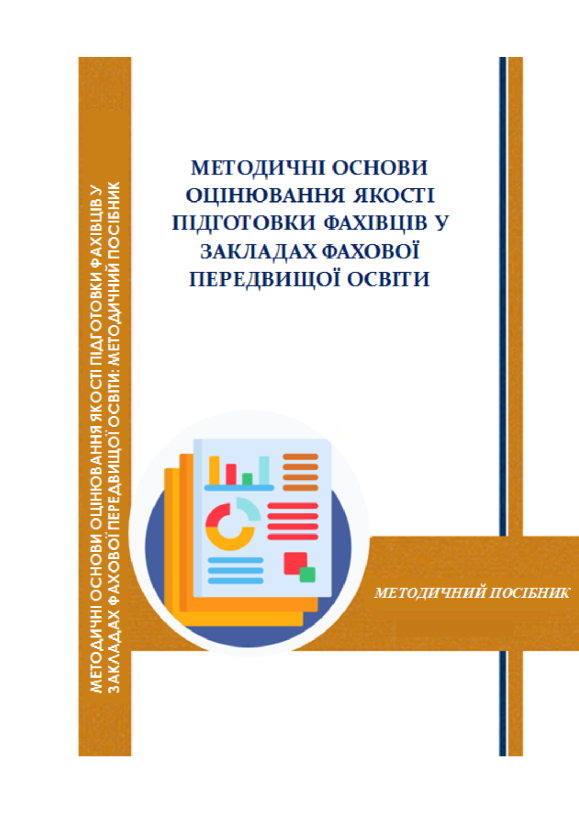 МЕТОДИЧНІ ОСНОВИ
ОЦІНЮВАННЯ ЯКОСТІ
ПІДГОТОВКИ ФАХІВЦІВ У
ЗАКЛАДАХ ФАХОВОЇ
ПЕРЕДВИЩОЇ ОСВІТИ
МЕТОДИЧНІ ОСНОВИ ОЦІНЮВАННЯ ЯКОСТІ ПІДГОТОВКИ ФАХІВЦІВ У
ЗАКЛАДАХ ФАХОВОЇ ПЕРЕДВИЩОЇ ОСВІТИ: МЕТОДИЧНИЙ ПОСІБНИК
МЕТОДИЧНИЙ ПОСІБНИК